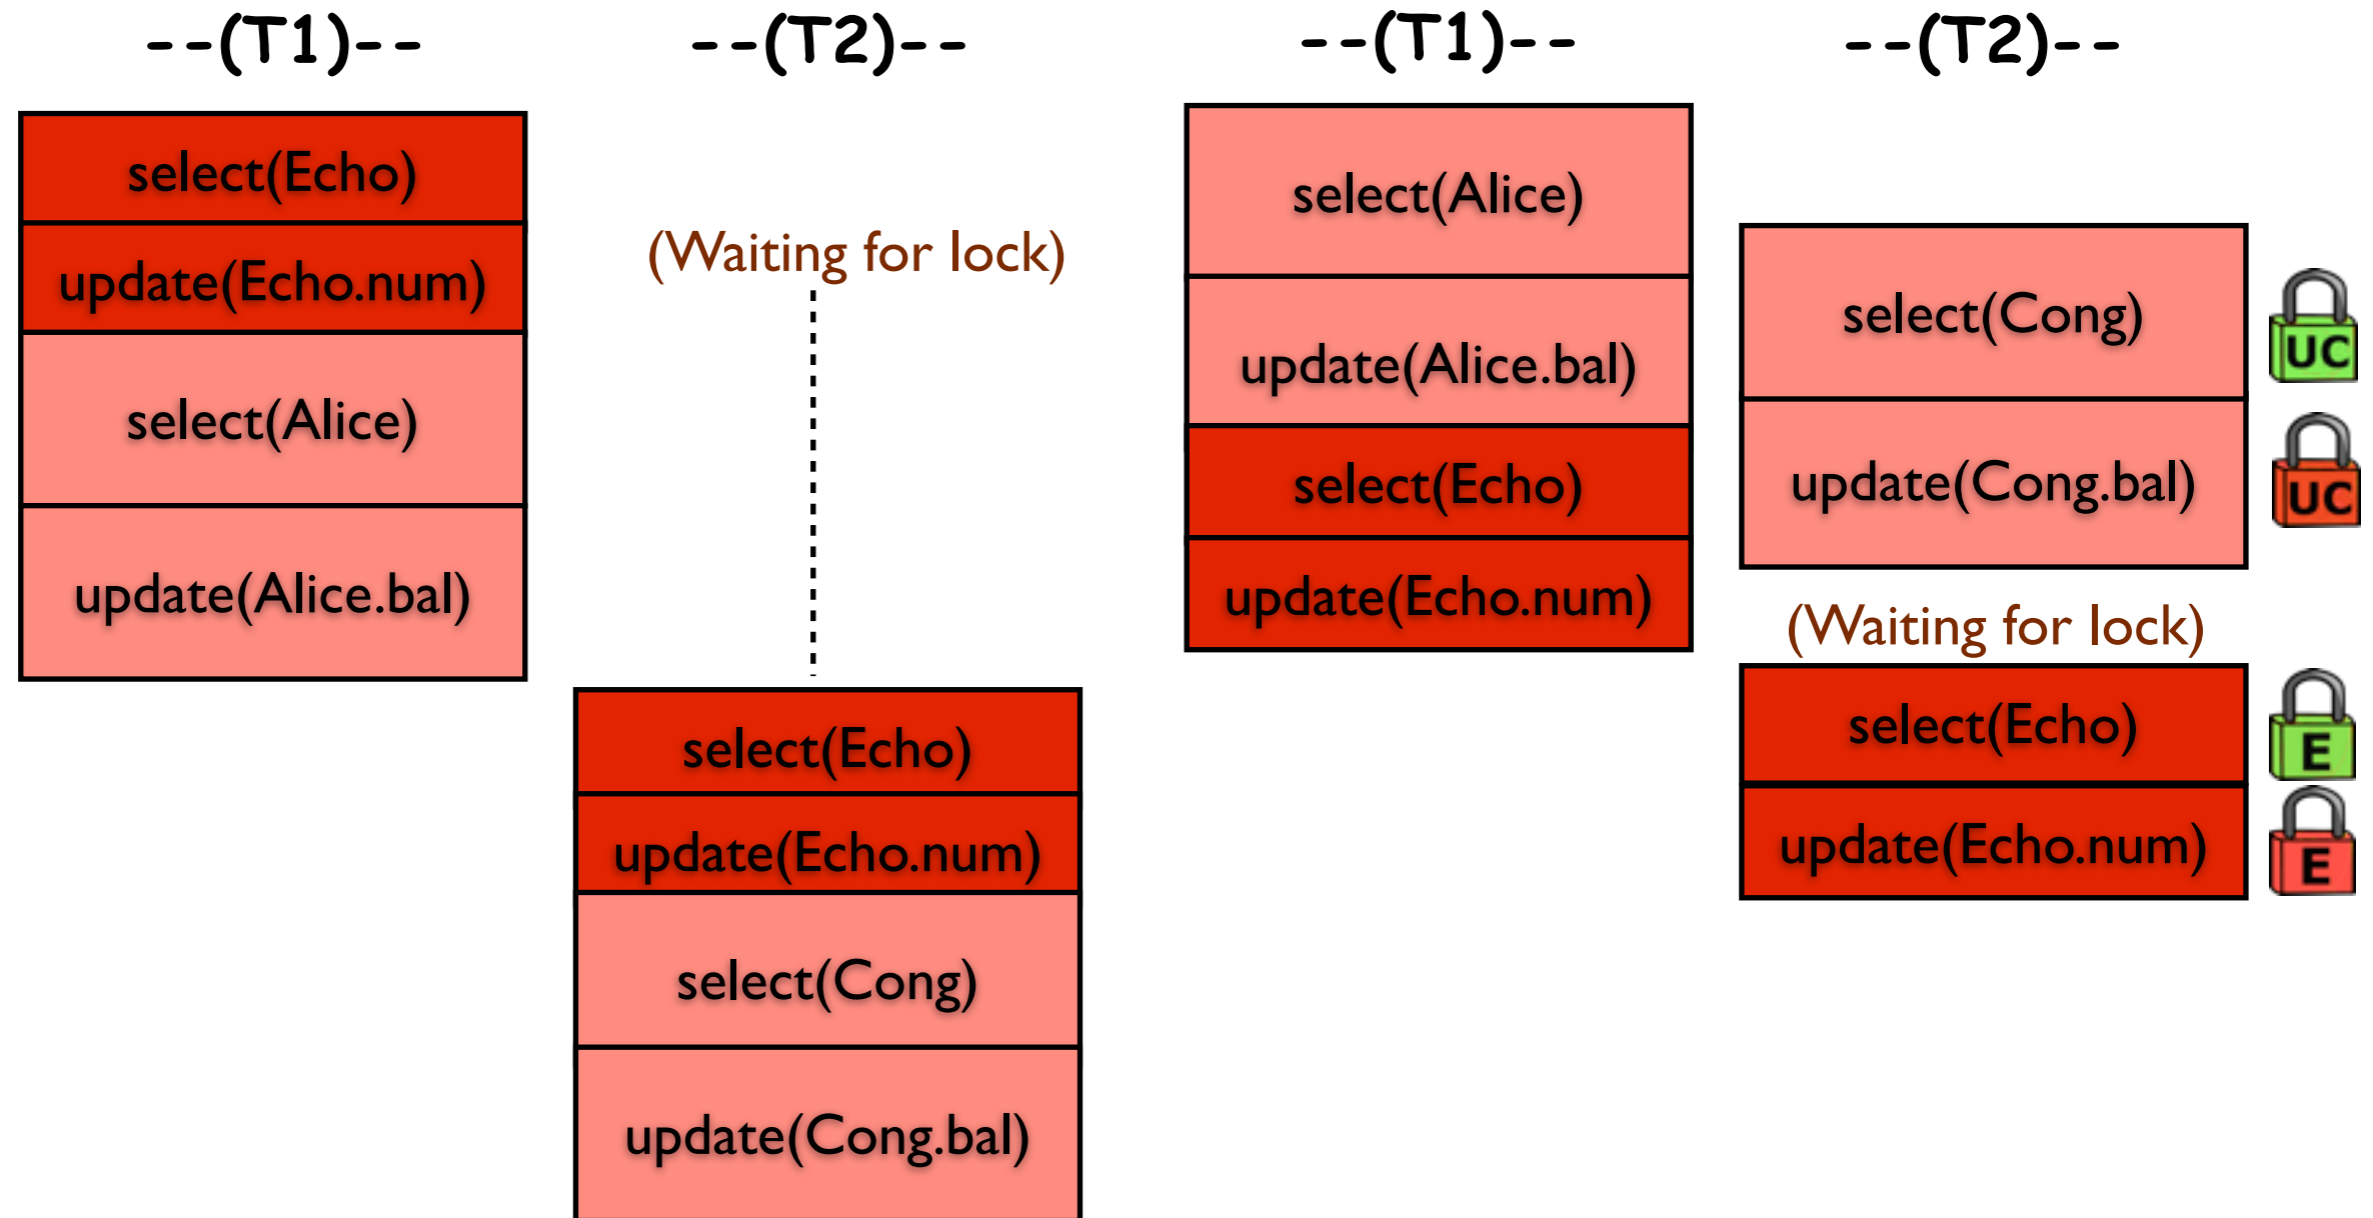 --(T1)--
--(T2)--
select(Echo)
update(Echo.num)
select(Alice)
update(Alice.bal)
(Waiting for lock)
select(Echo)
update(Echo.num)
select(Cong)
update(Cong.bal)
--(T1)--
--(T2)--
select(Alice)
update(Alice.bal)
select(Echo)
update(Echo.num)
select(Cong)
UC
update(Cong.bal)
UC
(Waiting for lock)
select(Echo)
E
update(Echo.num)
E